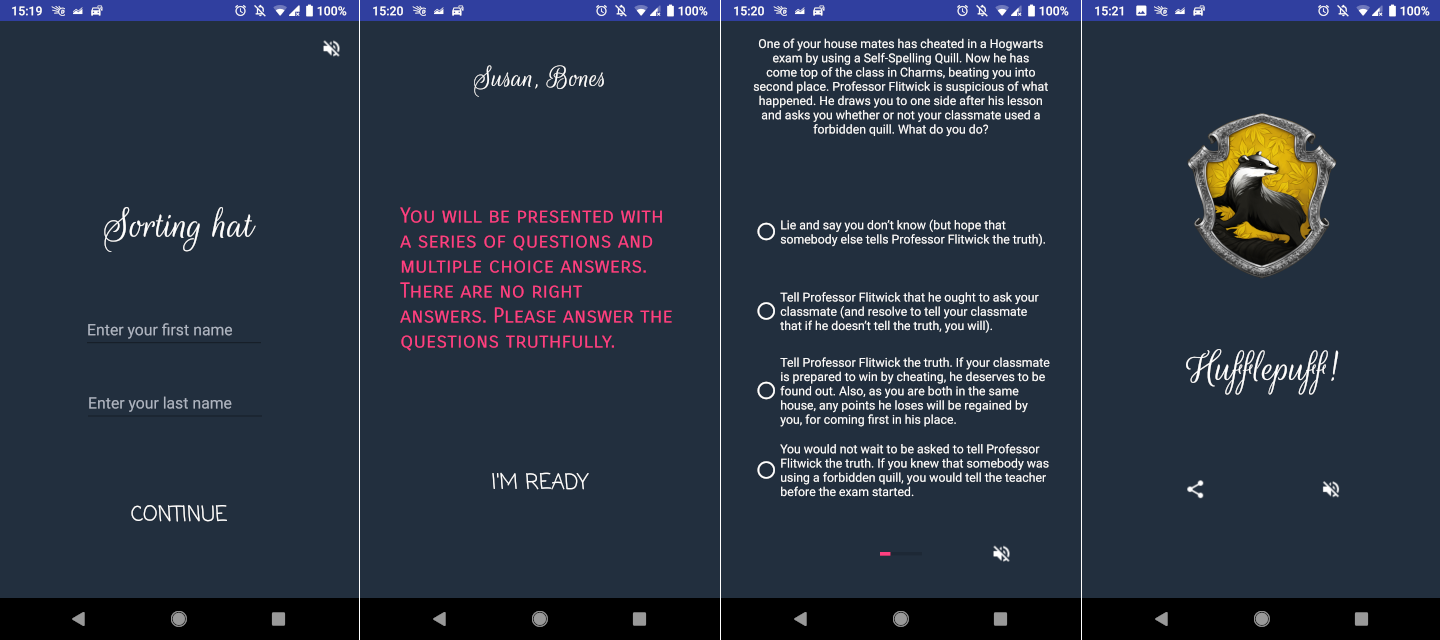 15:19
100%
Sorting hat
Enter your first name
Enter your last name
CONTINUE
15:20
100%
Susan, Bones
YOU WILL BE PRESENTED WITH
A SERIES OF QUESTIONS AND
MULTIPLE CHOICE ANSWERS.
THERE ARE NO RIGHT
ANSWERS. PLEASE ANSWER THE
QUESTIONS TRUTHFULLY.
I'M READY
15:20
100%
One of your house mates has cheated in a Hogwarts
exam by using a Self-Spelling Quill. Now he has
come top of the class in Charms, beating you into
second place. Professor Flitwick is suspicious of what
happened. He draws you to one side after his lesson
and asks you whether or not your classmate used a
forbidden quill. What do you do?
Lie and say you don't know (but hope that
somebody else tells Professor Flitwick the truth).
Tell Professor Flitwick that he ought to ask your
classmate (and resolve to tell your classmate
that if he doesn't tell the truth, you will).
Tell Professor Flitwick the truth. If your classmate
is prepared to win by cheating, he deserves to be
found out. Also, as you are both in the same
house, any points he loses will be regained by
you, for coming first in his place.
You would not wait to be asked to tell Professor
Flitwick the truth. If you knew that somebody was
using a forbidden quill, you would tell the teacher
before the exam started.
15:21
100%
Hufflepuff!